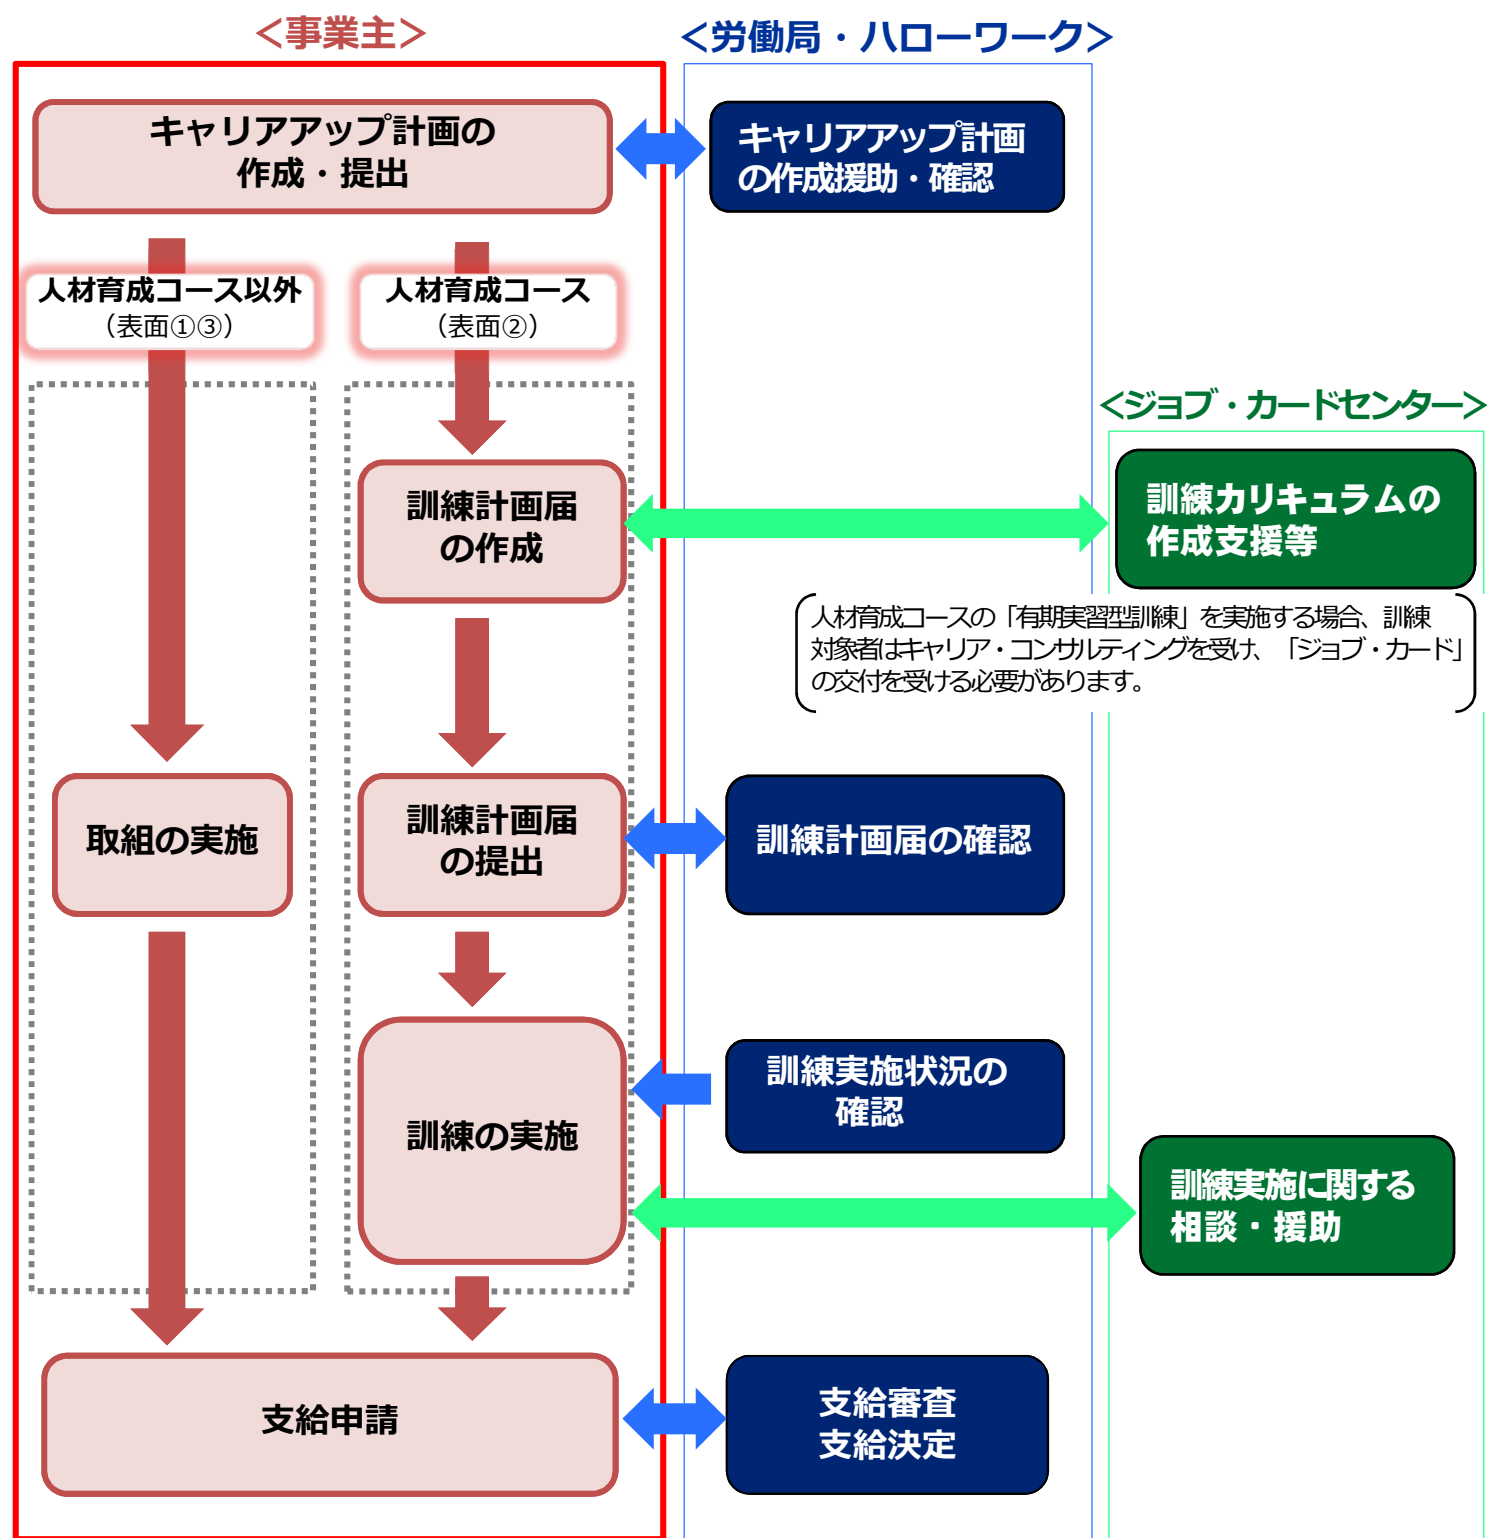 ＜事業主＞
＜労働局・ハローワーク＞
キャリアアップ計画の
作成・提出
キャリアアップ計画
の作成援助・確認
人材育成コース以外
（表面①③）
人材育成コース
（表面②）
＜ジョブ・カードセンター＞
訓練計画届
の作成
訓練カリキュラムの
作成支援等
人材育成コースの「有期実習型訓練」を実施する場合、訓練
対象者はキャリア・コンサルティングを受け、「ジョブ・カード」
の交付を受ける必要があります。
取組の実施
訓練計画届
の提出
訓練計画届の確認
訓練の実施
訓練実施状況の
確認
訓練実施に関する
相談・援助
支給申請
支給審査
支給決定